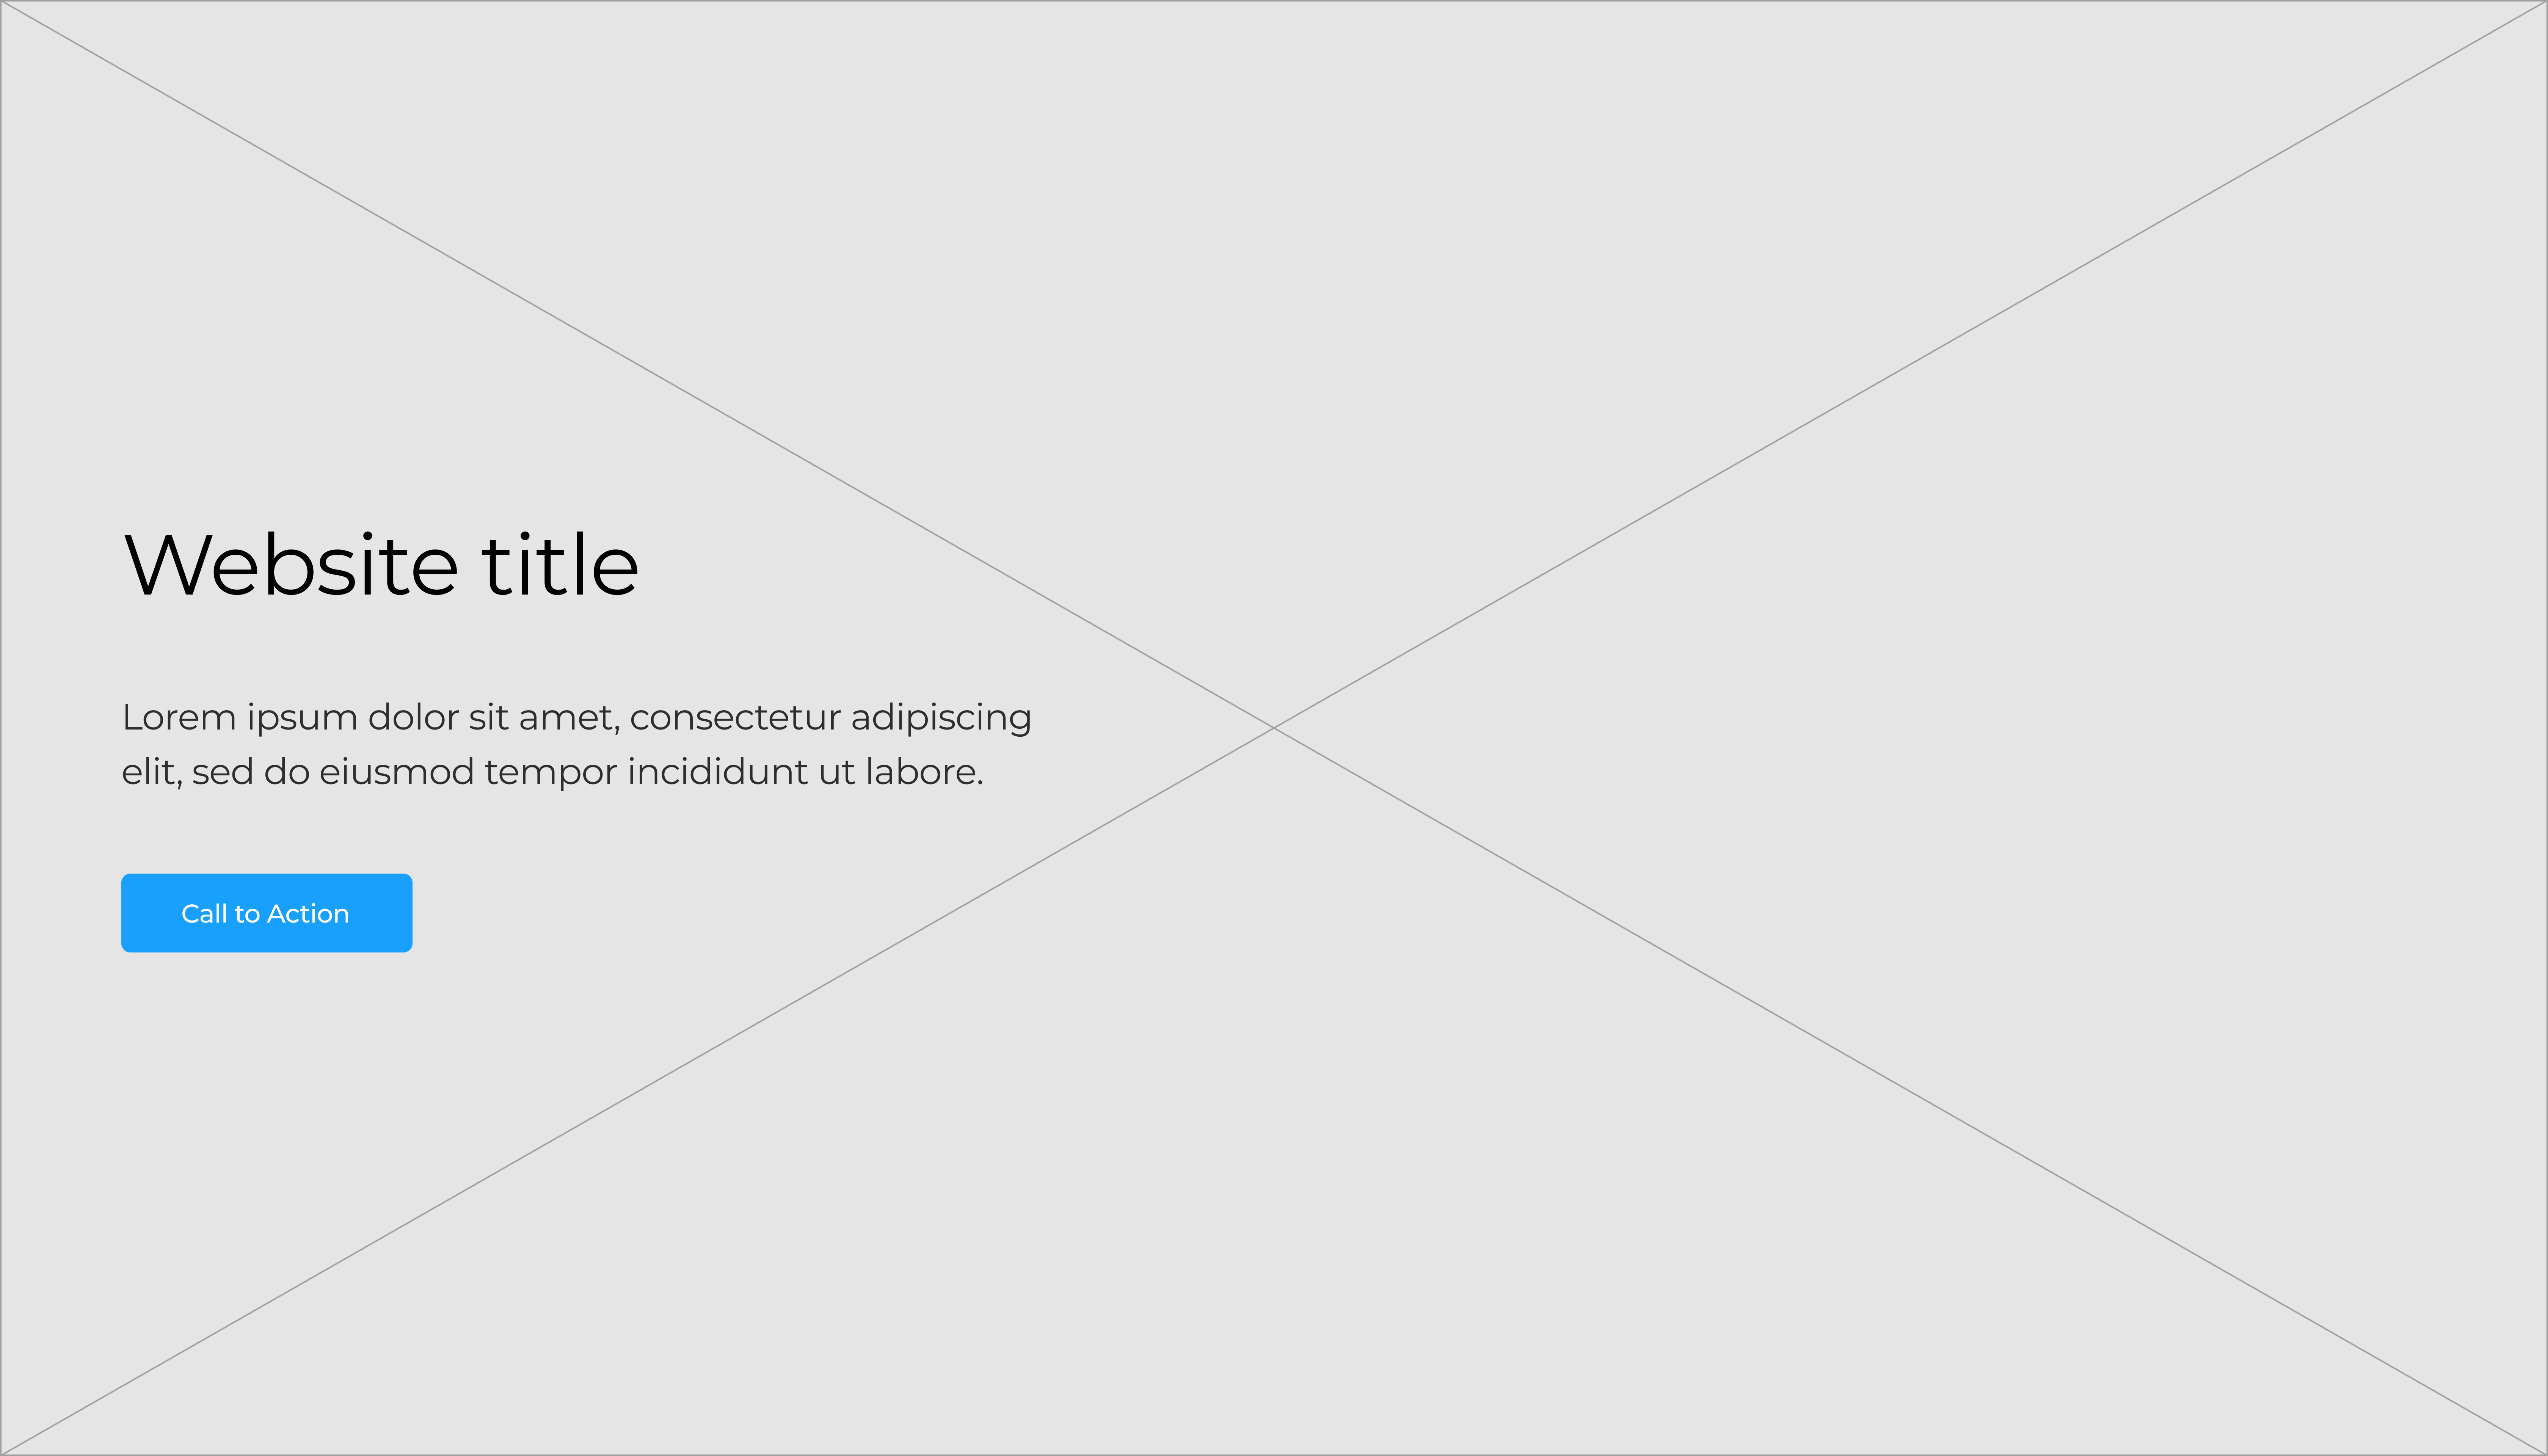 Website title
Lorem ipsum dolor sit amet, consectetur adipiscing
elit, sed do eiusmod tempor incididunt ut labore.
Call to Action